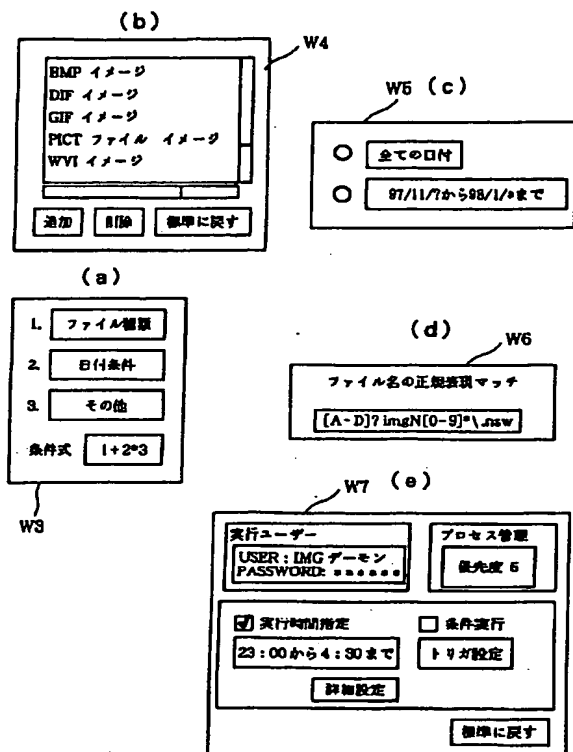 (b)
W4
BMP イメージ
DIF イメージ
GIF イメージ
PICT ファイル イメージ
WVI イメージ
追加 削除 標準に戻す
W5 (c)
全ての日付
97/11/7から98/1/*まで
(a)
1. ファイル種類
2. 日付条件
3. その他
条件式 1+2*3
W3
(d)
W6
ファイル名の正規表現マッチ
[A-D]?imgN[0-9]*\.nsw
W7 (e)
実行ユーザー
USER : IMG デーモン
PASSWORD: ******
プロセス管理
優先度 5
実行時間指定
条件実行
23:00から4:30まで
トリガ設定
詳細設定
標準に戻す